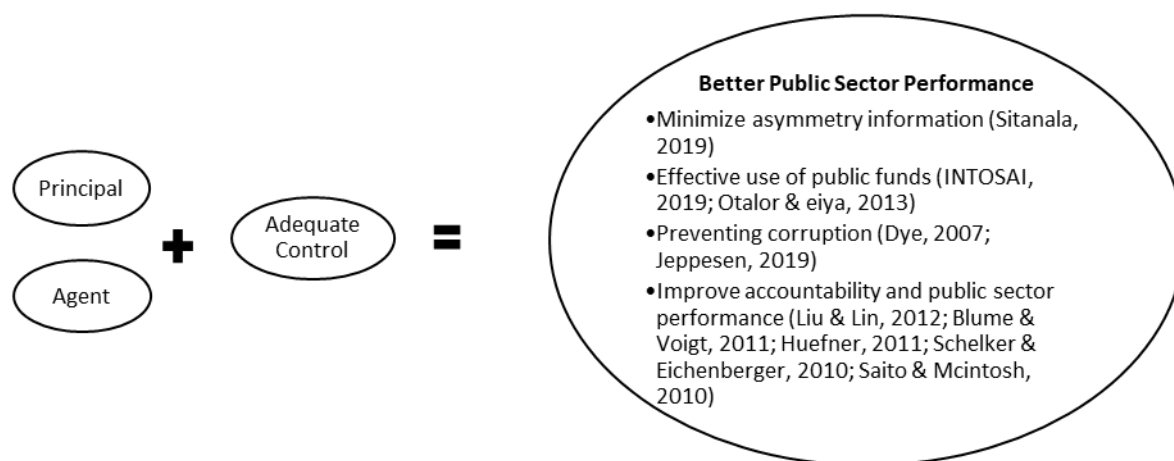 Principal
Agent
+
Adequate
Control
=
Better Public Sector Performance
•Minimize asymmetry information (Sitanala,
2019)
•Effective use of public funds (INTOSAI,
2019; Otalor & eiya, 2013)
•Preventing corruption (Dye, 2007;
Jeppesen, 2019)
•Improve accountability and public sector
performance (Liu & Lin, 2012; Blume &
Voigt, 2011; Huefner, 2011; Schelker &
Eichenberger, 2010; Saito & Mcintosh,
2010)